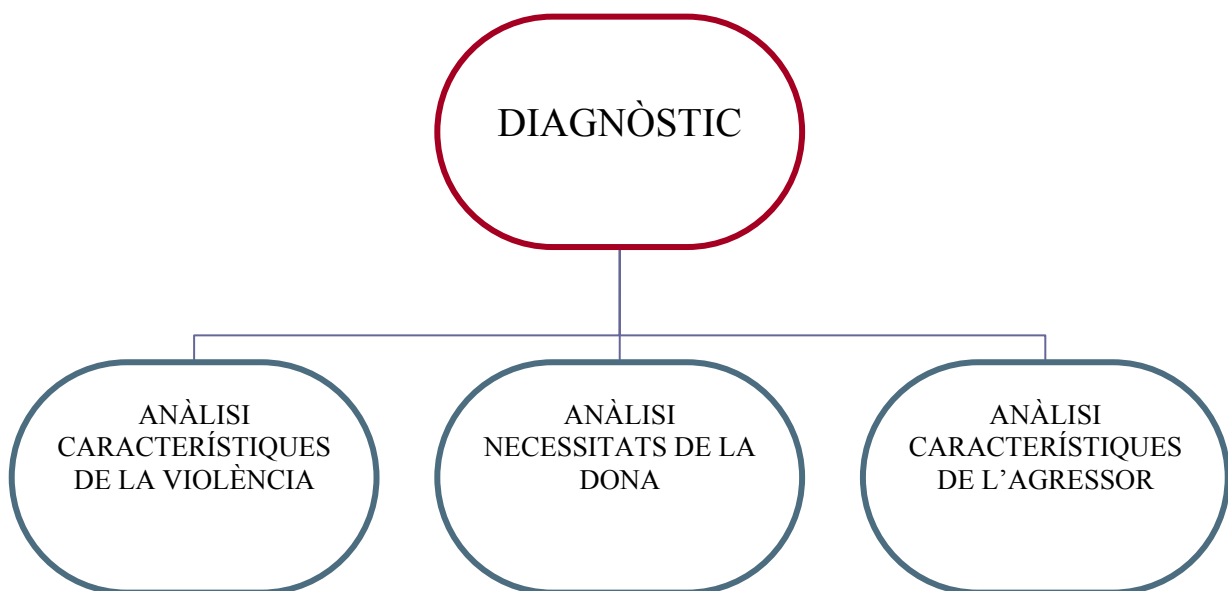 DIAGNÒSTIC
ANÀLISI
CARACTERÍSTIQUES
DE LA VIOLÈNCIA
ANÀLISI
NECESSITATS DE LA
DONA
ANÀLISI
CARACTERÍSTIQUES
DE L’AGRESSOR